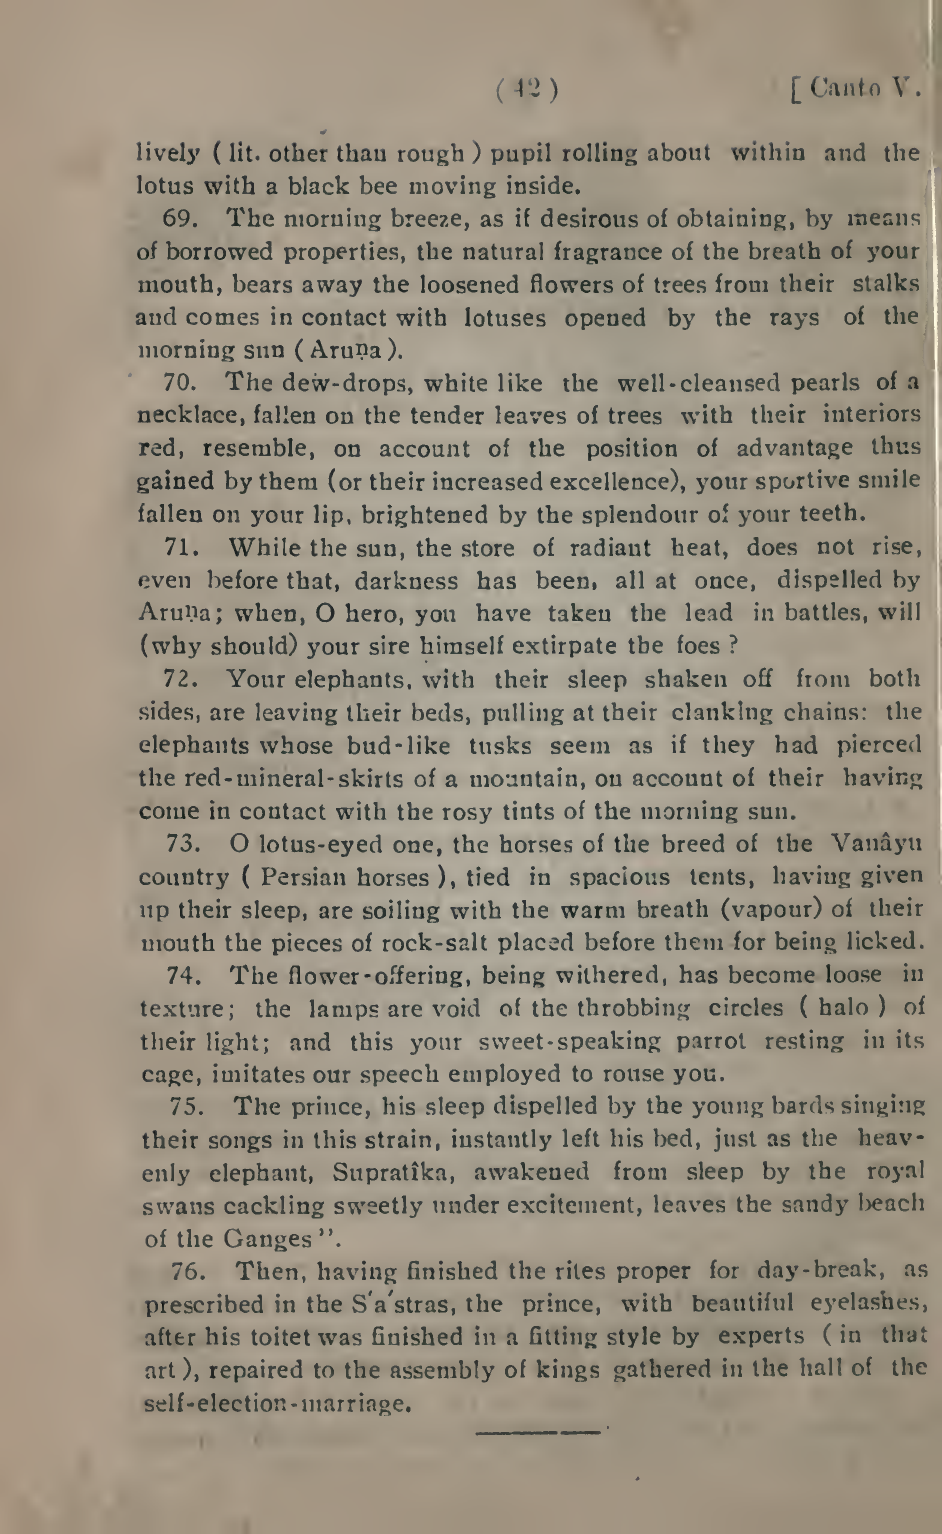 ( 42 ) [ Canto V.
lively ( lit. other than rough ) pupil rolling about within and the
lotus with a black bee moving inside.
69. The morning breeze, as if desirous of obtaining, by means
of borrowed properties, the natural fragrance of the breath of your
mouth, bears away the loosened flowers of trees from their stalks
and comes in contact with lotuses opened by the rays of the
morning sun ( Aruṇa ).
70. The dew-drops, white like the well-cleansed pearls of a
necklace, fallen on the tender leaves of trees with their interiors
red, resemble, on account of the position of advantage thus
gained by them (or their increased excellence), your sportive smile
fallen on your lip, brightened by the splendour of your teeth.
71. While the sun, the store of radiant heat, does not rise,
even before that, darkness has been, all at once, dispelled by
Aruṇa; when, O hero, you have taken the lead in battles, will
(why should) your sire himself extirpate the foes ?
72. Your elephants, with their sleep shaken off from both
sides, are leaving their beds, pulling at their clanking chains: the
elephants whose bud-like tusks seem as if they had pierced
the red-mineral-skirts of a mountain, on account of their having
come in contact with the rosy tints of the morning sun.
73. O lotus-eyed one, the horses of the breed of the Vanâyu
country ( Persian horses ), tied in spacious tents, having given
up their sleep, are soiling with the warm breath (vapour) of their
mouth the pieces of rock-salt placed before them for being licked.
74. The flower-offering, being withered, has become loose in
texture; the lamps are void of the throbbing circles ( halo ) of
their light; and this your sweet-speaking parrot resting in its
cage, imitates our speech employed to rouse you.
75. The prince, his sleep dispelled by the young bards singing
their songs in this strain, instantly left his bed, just as the heav-
enly elephant, Supratîka, awakened from sleep by the royal
swans cackling sweetly under excitement, leaves the sandy beach
of the Ganges ".
76. Then, having finished the rites proper for day-break, as
prescribed in the S'a'stras, the prince, with beautiful eyelashes,
after his toitet was finished in a fitting style by experts ( in that
art ), repaired to the assembly of kings gathered in the hall of the
self-election-marriage.